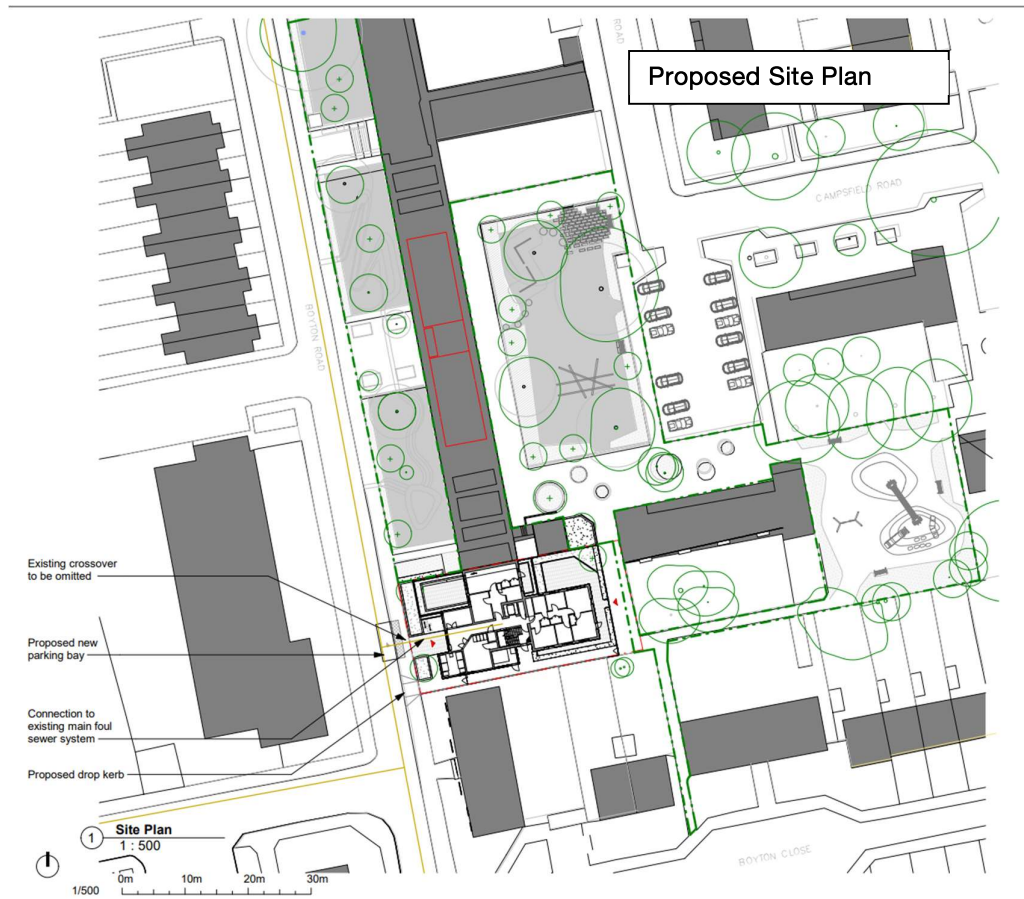 Proposed Site Plan
ROAD
BOYTON ROAD
CAMPSFIELD ROAD
BOYTON ROAD
Existing crossover
to be omitted
Proposed new
parking bay
Connection to
existing main foul
sewer system
Proposed drop kerb
BOYTON CLOSE
1
Site Plan
1 : 500
1/500
0m 10m 20m 30m